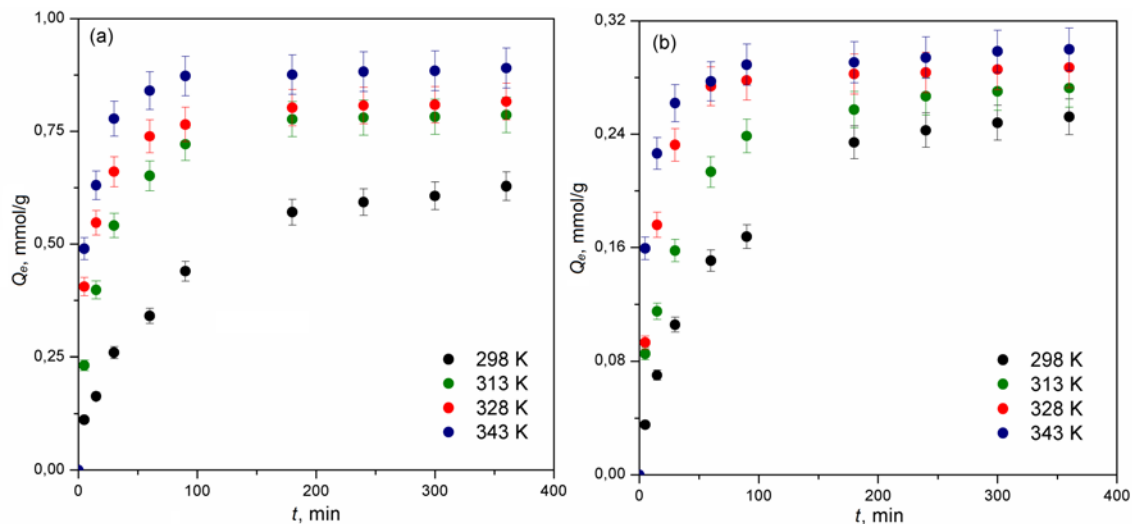 (a)
Qe, mmol/g
1,00
0,75
0,50
0,25
0,00
298 K
313 K
328 K
343 K
0
100
200
300
400
t, min
(b)
Qe, mmol/g
0,32
0,24
0,16
0,08
0,00
298 K
313 K
328 K
343 K
0
100
200
300
400
t, min